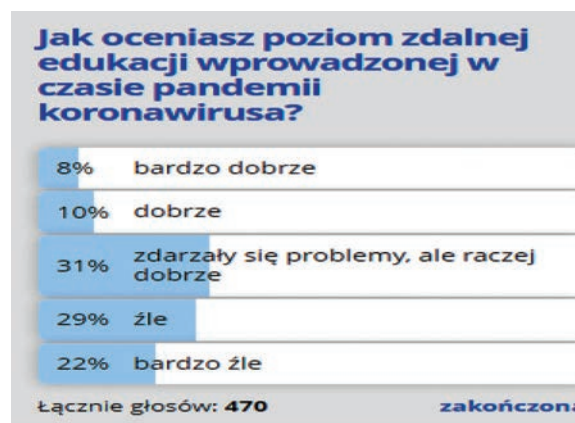 Jak oceniasz poziom zdalnej
edukacji wprowadzonej w
czasie pandemii
koronawirusa?
8% bardzo dobrze
10% dobrze
31% zdarzały się problemy, ale raczej
dobrze
29% źle
22% bardzo źle
Łącznie głosów: 470 zakończona